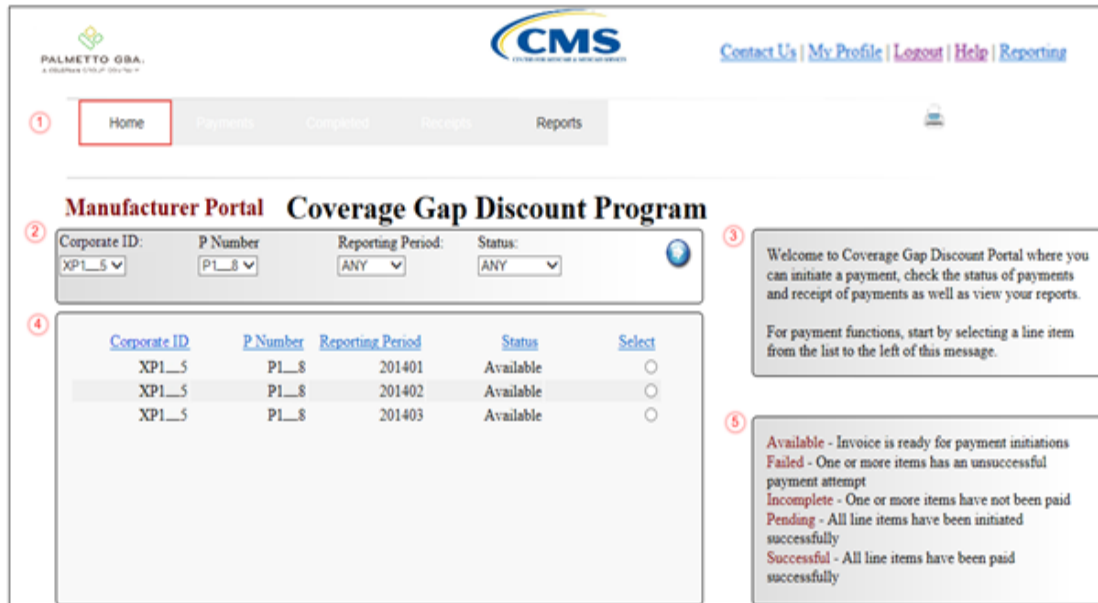 PALMETTO GBA.
CMS
CENTERS FOR MEDICARE & MEDICAID SERVICES
Contact Us | My Profile | Logout | Help | Reporting
1
Home Payments Completed Receipts Reports
Manufacturer Portal Coverage Gap Discount Program
2
Corporate ID: P Number Reporting Period: Status:
XP1__5 P1__8 ANY ANY
3
Welcome to Coverage Gap Discount Portal where you
can initiate a payment, check the status of payments
and receipt of payments as well as view your reports.
For payment functions, start by selecting a line item
from the list to the left of this message.
4
Corporate ID P Number Reporting Period Status Select
XP1__5 P1__8 201401 Available
XP1__5 P1__8 201402 Available
XP1__5 P1__8 201403 Available
5
Available - Invoice is ready for payment initiations
Failed - One or more items has an unsuccessful
payment attempt
Incomplete - One or more items have not been paid
Pending - All line items have been initiated
successfully
Successful - All line items have been paid
successfully